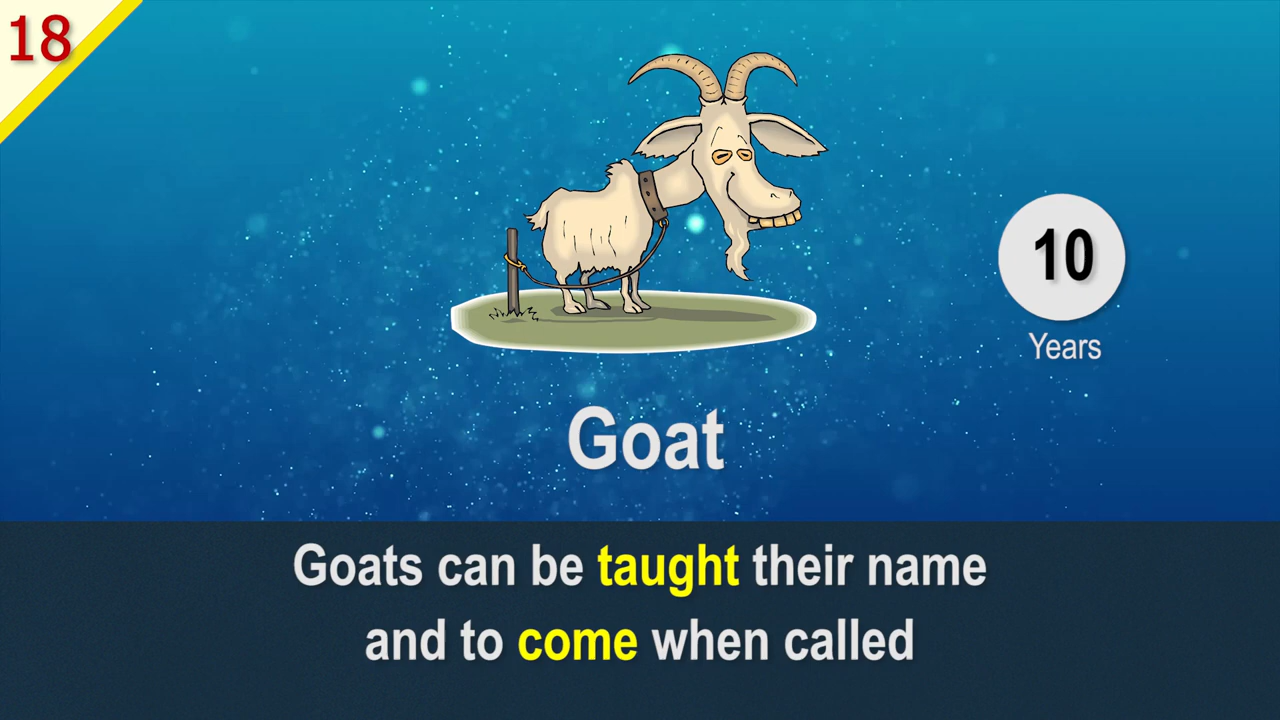 18
10
Years
Goat
Goats can be taught their name
and to come when called